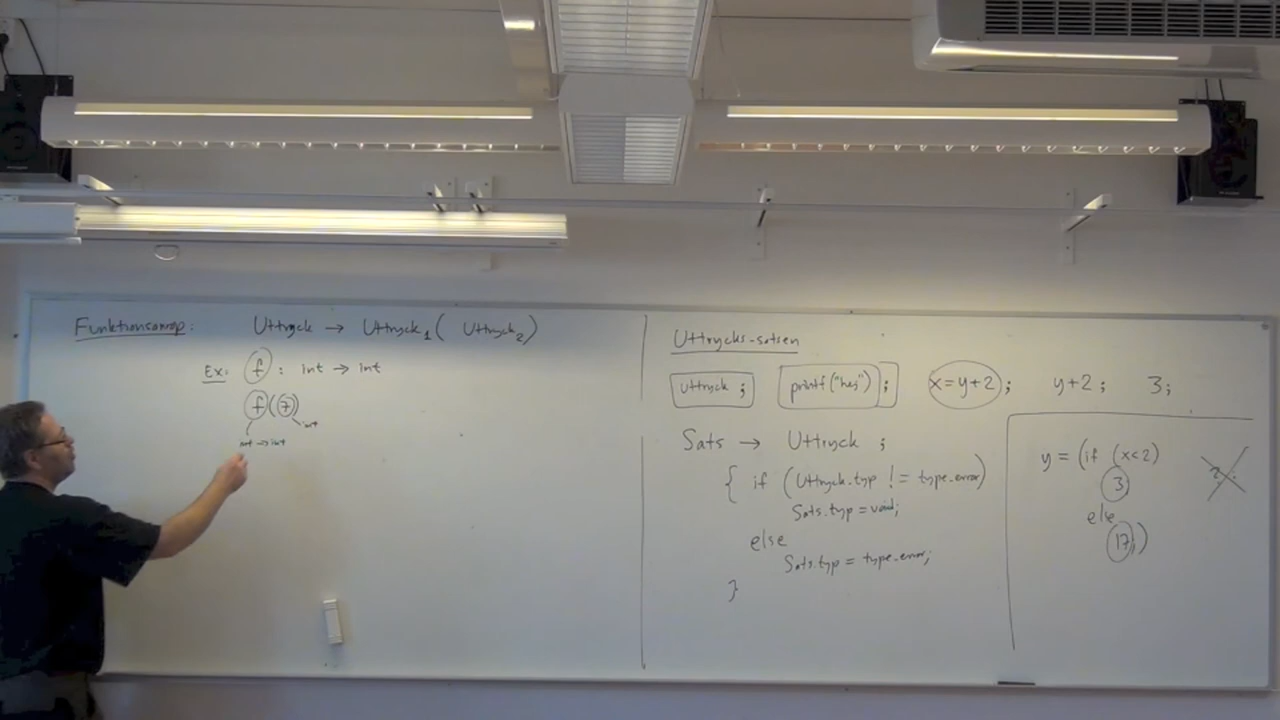 Funktionsanrop: Uttryck → Uttryck₁ ( Uttryck₂ )
Ex: f : int → int
f(7)
int
int → int
Uttrycks-satsen
uttryck ; printf("hej") ; x=y+2 ; y+2 ; 3;
Sats → Uttryck ;
{ if (Uttryck.typ != type_error)
Sats.typ = void;
else
Sats.typ = type_error;
}
y = (if (x<2)
3;
else
17;)